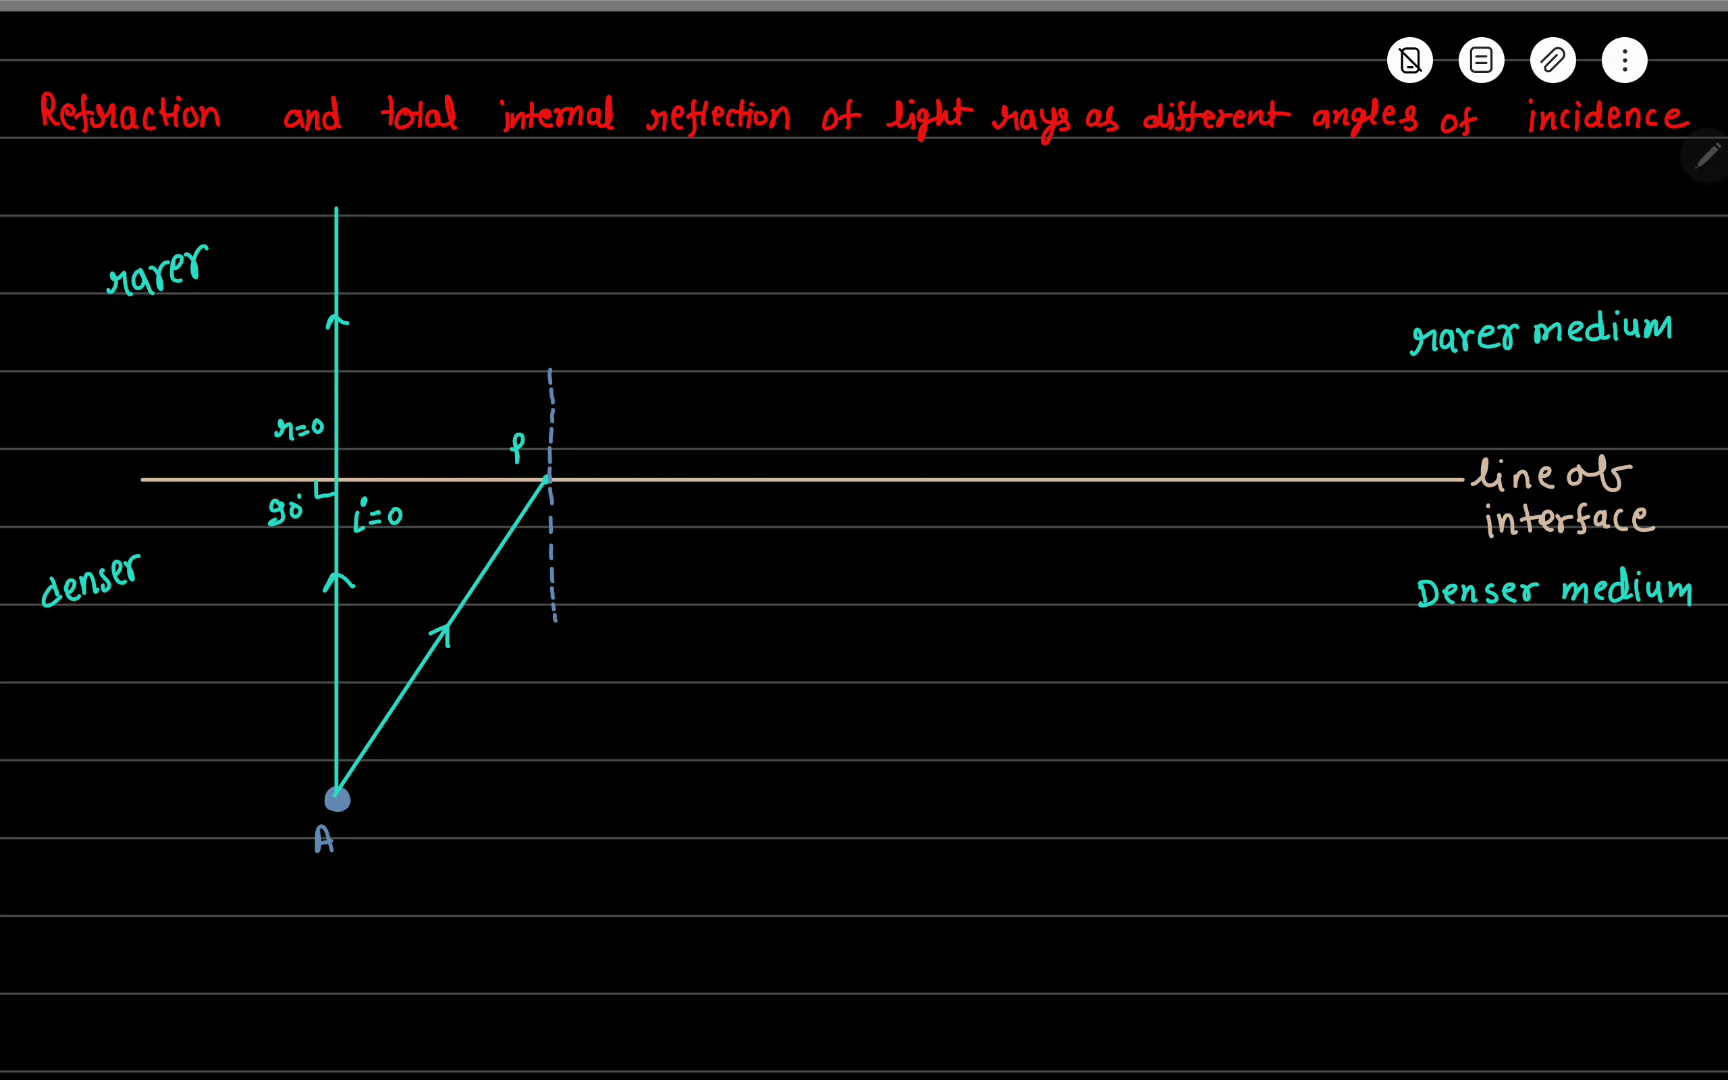 Refraction and total internal reflection of light rays as different angles of incidence
rarer
rarer medium
r=0
P
line of
interface
90°
i=0
denser
Denser medium
A